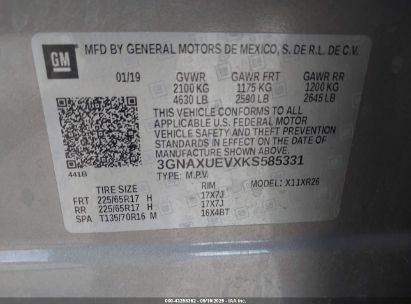 GM
MFD BY GENERAL MOTORS DE MEXICO, S. DE R.L. DE C.V.
01/19 GVWR GAWR FRT GAWR RR
2100 KG 1175 KG 1200 KG
4630 LB 2590 LB 2645 LB
THIS VEHICLE CONFORMS TO ALL
APPLICABLE U.S. FEDERAL MOTOR
VEHICLE SAFETY AND THEFT PREVENTION
STANDARDS IN EFFECT ON THE DATE OF
MANUFACTURE SHOWN ABOVE.
3GNAXUEVXKS585331
441B
TYPE: M.P.V. MODEL: X11XR26
TIRE SIZE RIM
FRT 225/65R17 H 17X7J
RR 225/65R17 H 17X7J
SPA T135/70R16 M 16X4BT